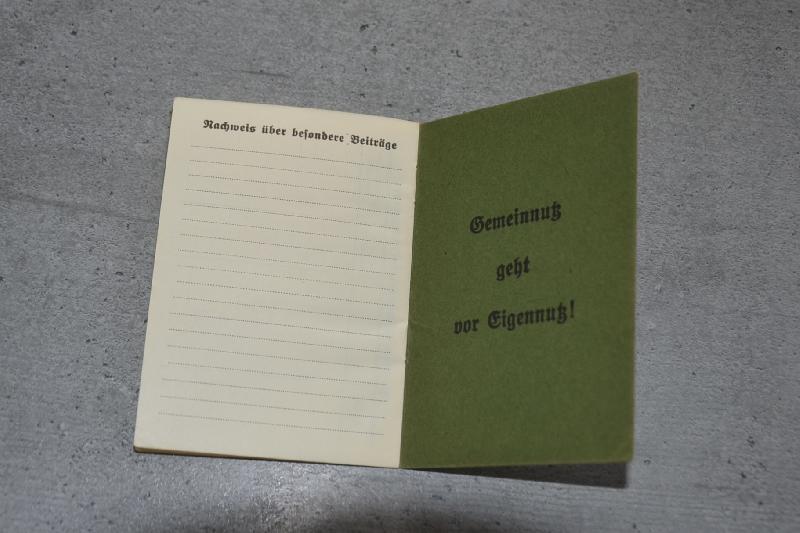 Nachweis über besondere Beiträge
Gemeinnutz
geht
vor Eigennutz!